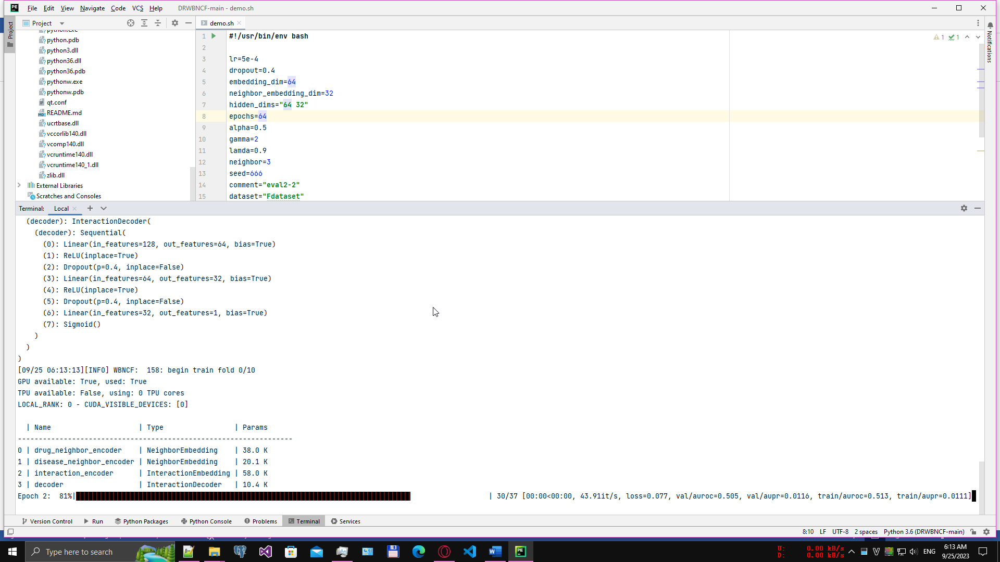 File Edit View Navigate Code VCS Help DRWBNCF-main - demo.sh
Project
Project
demo.sh
python.exe
python.pdb
python3.dll
python36.dll
python36.pdb
pythonw.exe
pythonw.pdb
qt.conf
README.md
ucrtbase.dll
vccorlib140.dll
vcomp140.dll
vcruntime140.dll
vcruntime140_1.dll
zlib.dll
External Libraries
Scratches and Consoles
1 #!/usr/bin/env bash
2
3 lr=5e-4
4 dropout=0.4
5 embedding_dim=64
6 neighbor_embedding_dim=32
7 hidden_dims="64 32"
8 epochs=64
9 alpha=0.5
10 gamma=2
11 lamda=0.9
12 neighbor=3
13 seed=666
14 comment="eval2-2"
15 dataset="Fdataset"
1 1
Notifications
Terminal: Local
(decoder): InteractionDecoder(
(decoder): Sequential(
(0): Linear(in_features=128, out_features=64, bias=True)
(1): ReLU(inplace=True)
(2): Dropout(p=0.4, inplace=False)
(3): Linear(in_features=64, out_features=32, bias=True)
(4): ReLU(inplace=True)
(5): Dropout(p=0.4, inplace=False)
(6): Linear(in_features=32, out_features=1, bias=True)
(7): Sigmoid()
)
)
)
[09/25 06:13:13][INFO] WBNCF:  158: begin train fold 0/10
GPU available: True, used: True
TPU available: False, using: 0 TPU cores
LOCAL_RANK: 0 - CUDA_VISIBLE_DEVICES: [0]
| Name | Type | Params
------------------------------------------------------------------
0 | drug_neighbor_encoder | NeighborEmbedding | 38.0 K
1 | disease_neighbor_encoder | NeighborEmbedding | 20.1 K
2 | interaction_encoder | InteractionEmbedding | 58.0 K
3 | decoder | InteractionDecoder | 10.4 K
Epoch 2:  81%| | 30/37 [00:00<00:00, 43.91it/s, loss=0.077, val/auroc=0.505, val/aupr=0.0116, train/auroc=0.513, train/aupr=0.0111]
Version Control Run Python Packages Python Console Problems Terminal Services
8:10 LF UTF-8 2 spaces Python 3.6 (DRWBNCF-main)
Type here to search
U: 0.00 kB/s
D: 0.00 kB/s
ENG
6:13 AM
9/25/2023